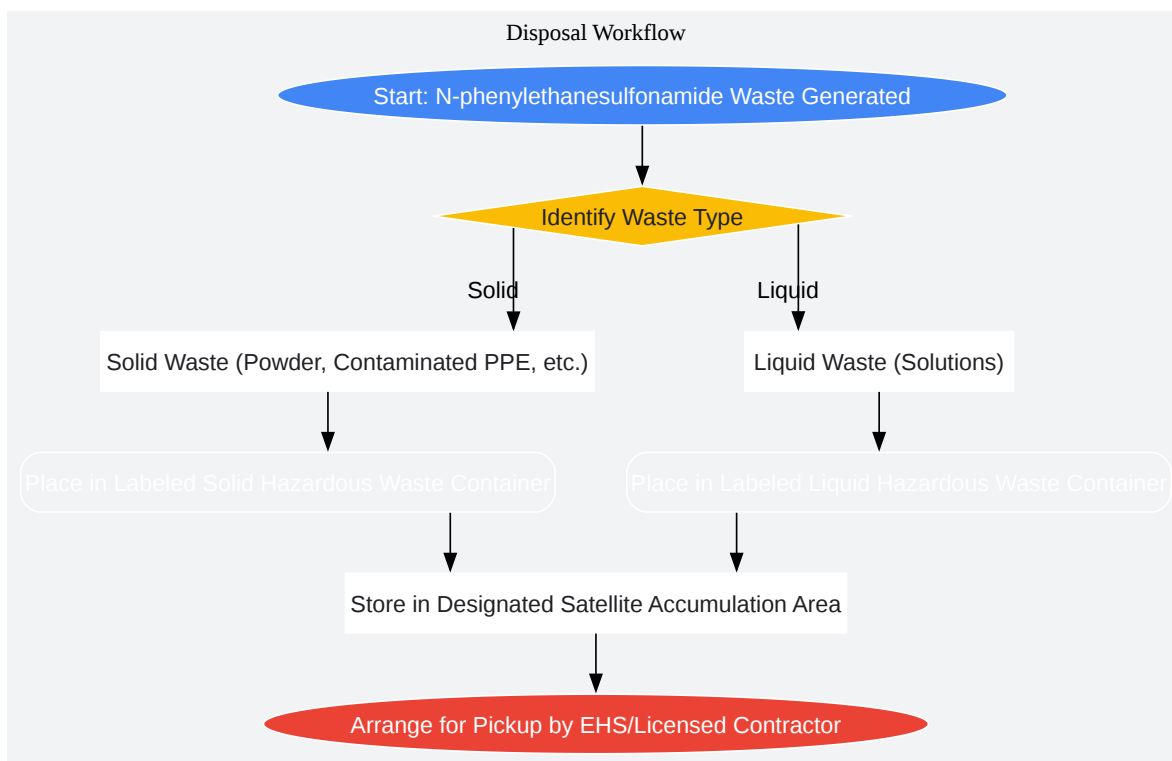 Disposal Workflow
Start: N-phenylethanesulfonamide Waste Generated
Identify Waste Type
Solid
Liquid
Solid Waste (Powder, Contaminated PPE, etc.)
Liquid Waste (Solutions)
Place in Labeled Solid Hazardous Waste Container
Place in Labeled Liquid Hazardous Waste Container
Store in Designated Satellite Accumulation Area
Arrange for Pickup by EHS/Licensed Contractor